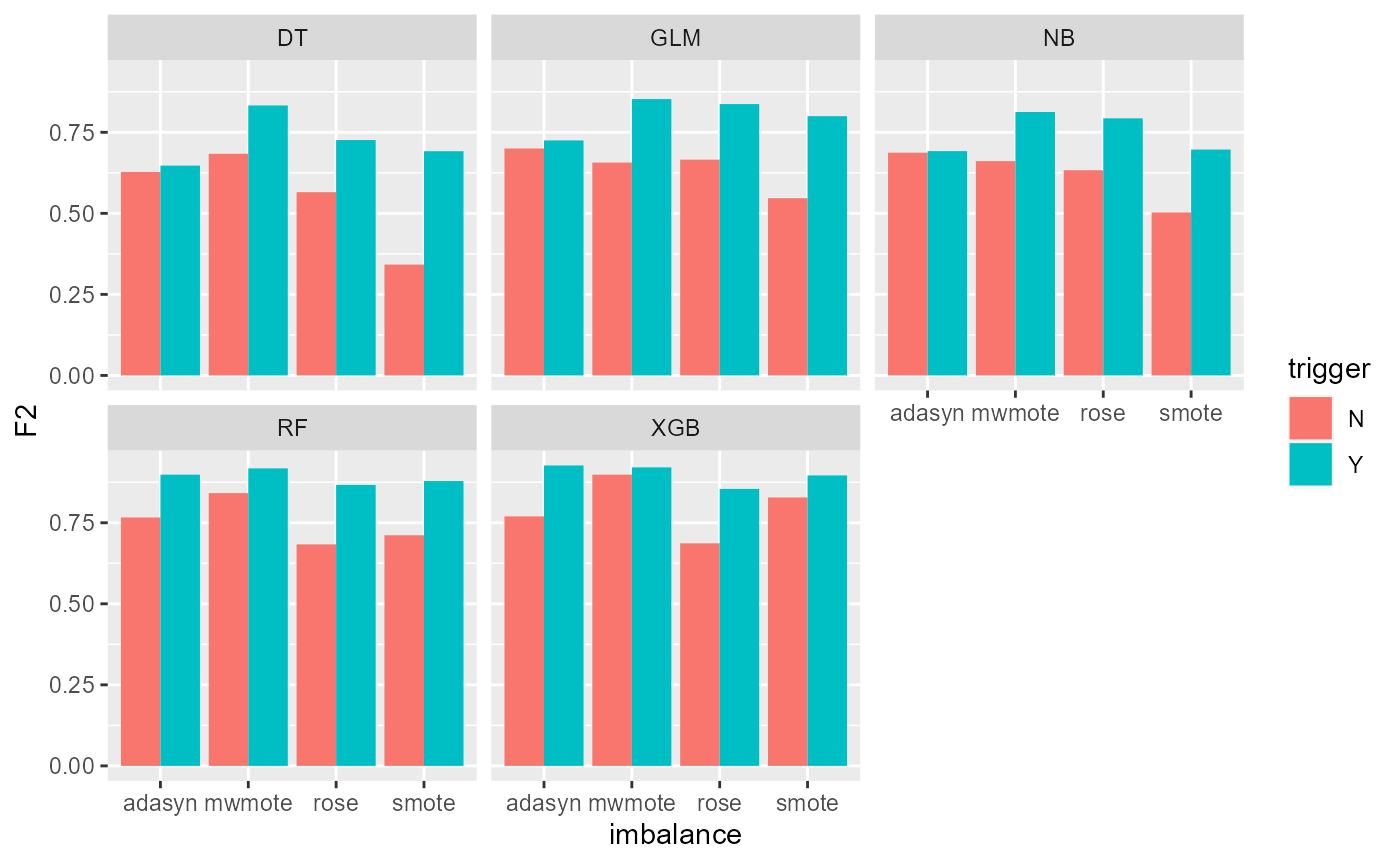 DT
GLM
NB
0.75
0.50
0.25
0.00
adasyn mwmote rose smote
F2
RF
XGB
0.75
0.50
0.25
0.00
adasyn mwmote rose smote
adasyn mwmote rose smote
imbalance
trigger
N
Y